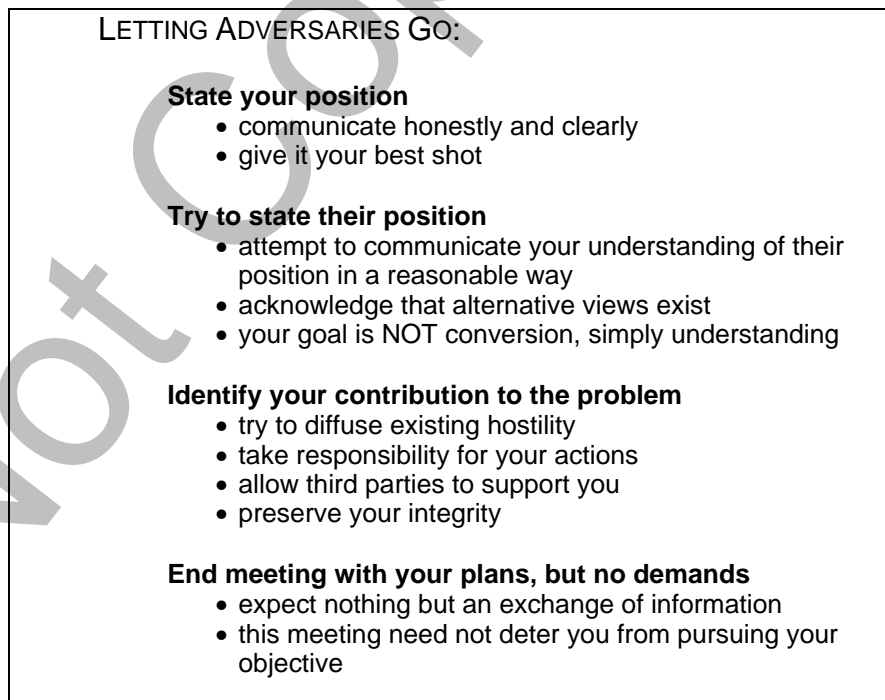 LETTING ADVERSARIES GO:
State your position
• communicate honestly and clearly
• give it your best shot
Try to state their position
• attempt to communicate your understanding of their
position in a reasonable way
• acknowledge that alternative views exist
• your goal is NOT conversion, simply understanding
Identify your contribution to the problem
• try to diffuse existing hostility
• take responsibility for your actions
• allow third parties to support you
• preserve your integrity
End meeting with your plans, but no demands
• expect nothing but an exchange of information
• this meeting need not deter you from pursuing your
objective